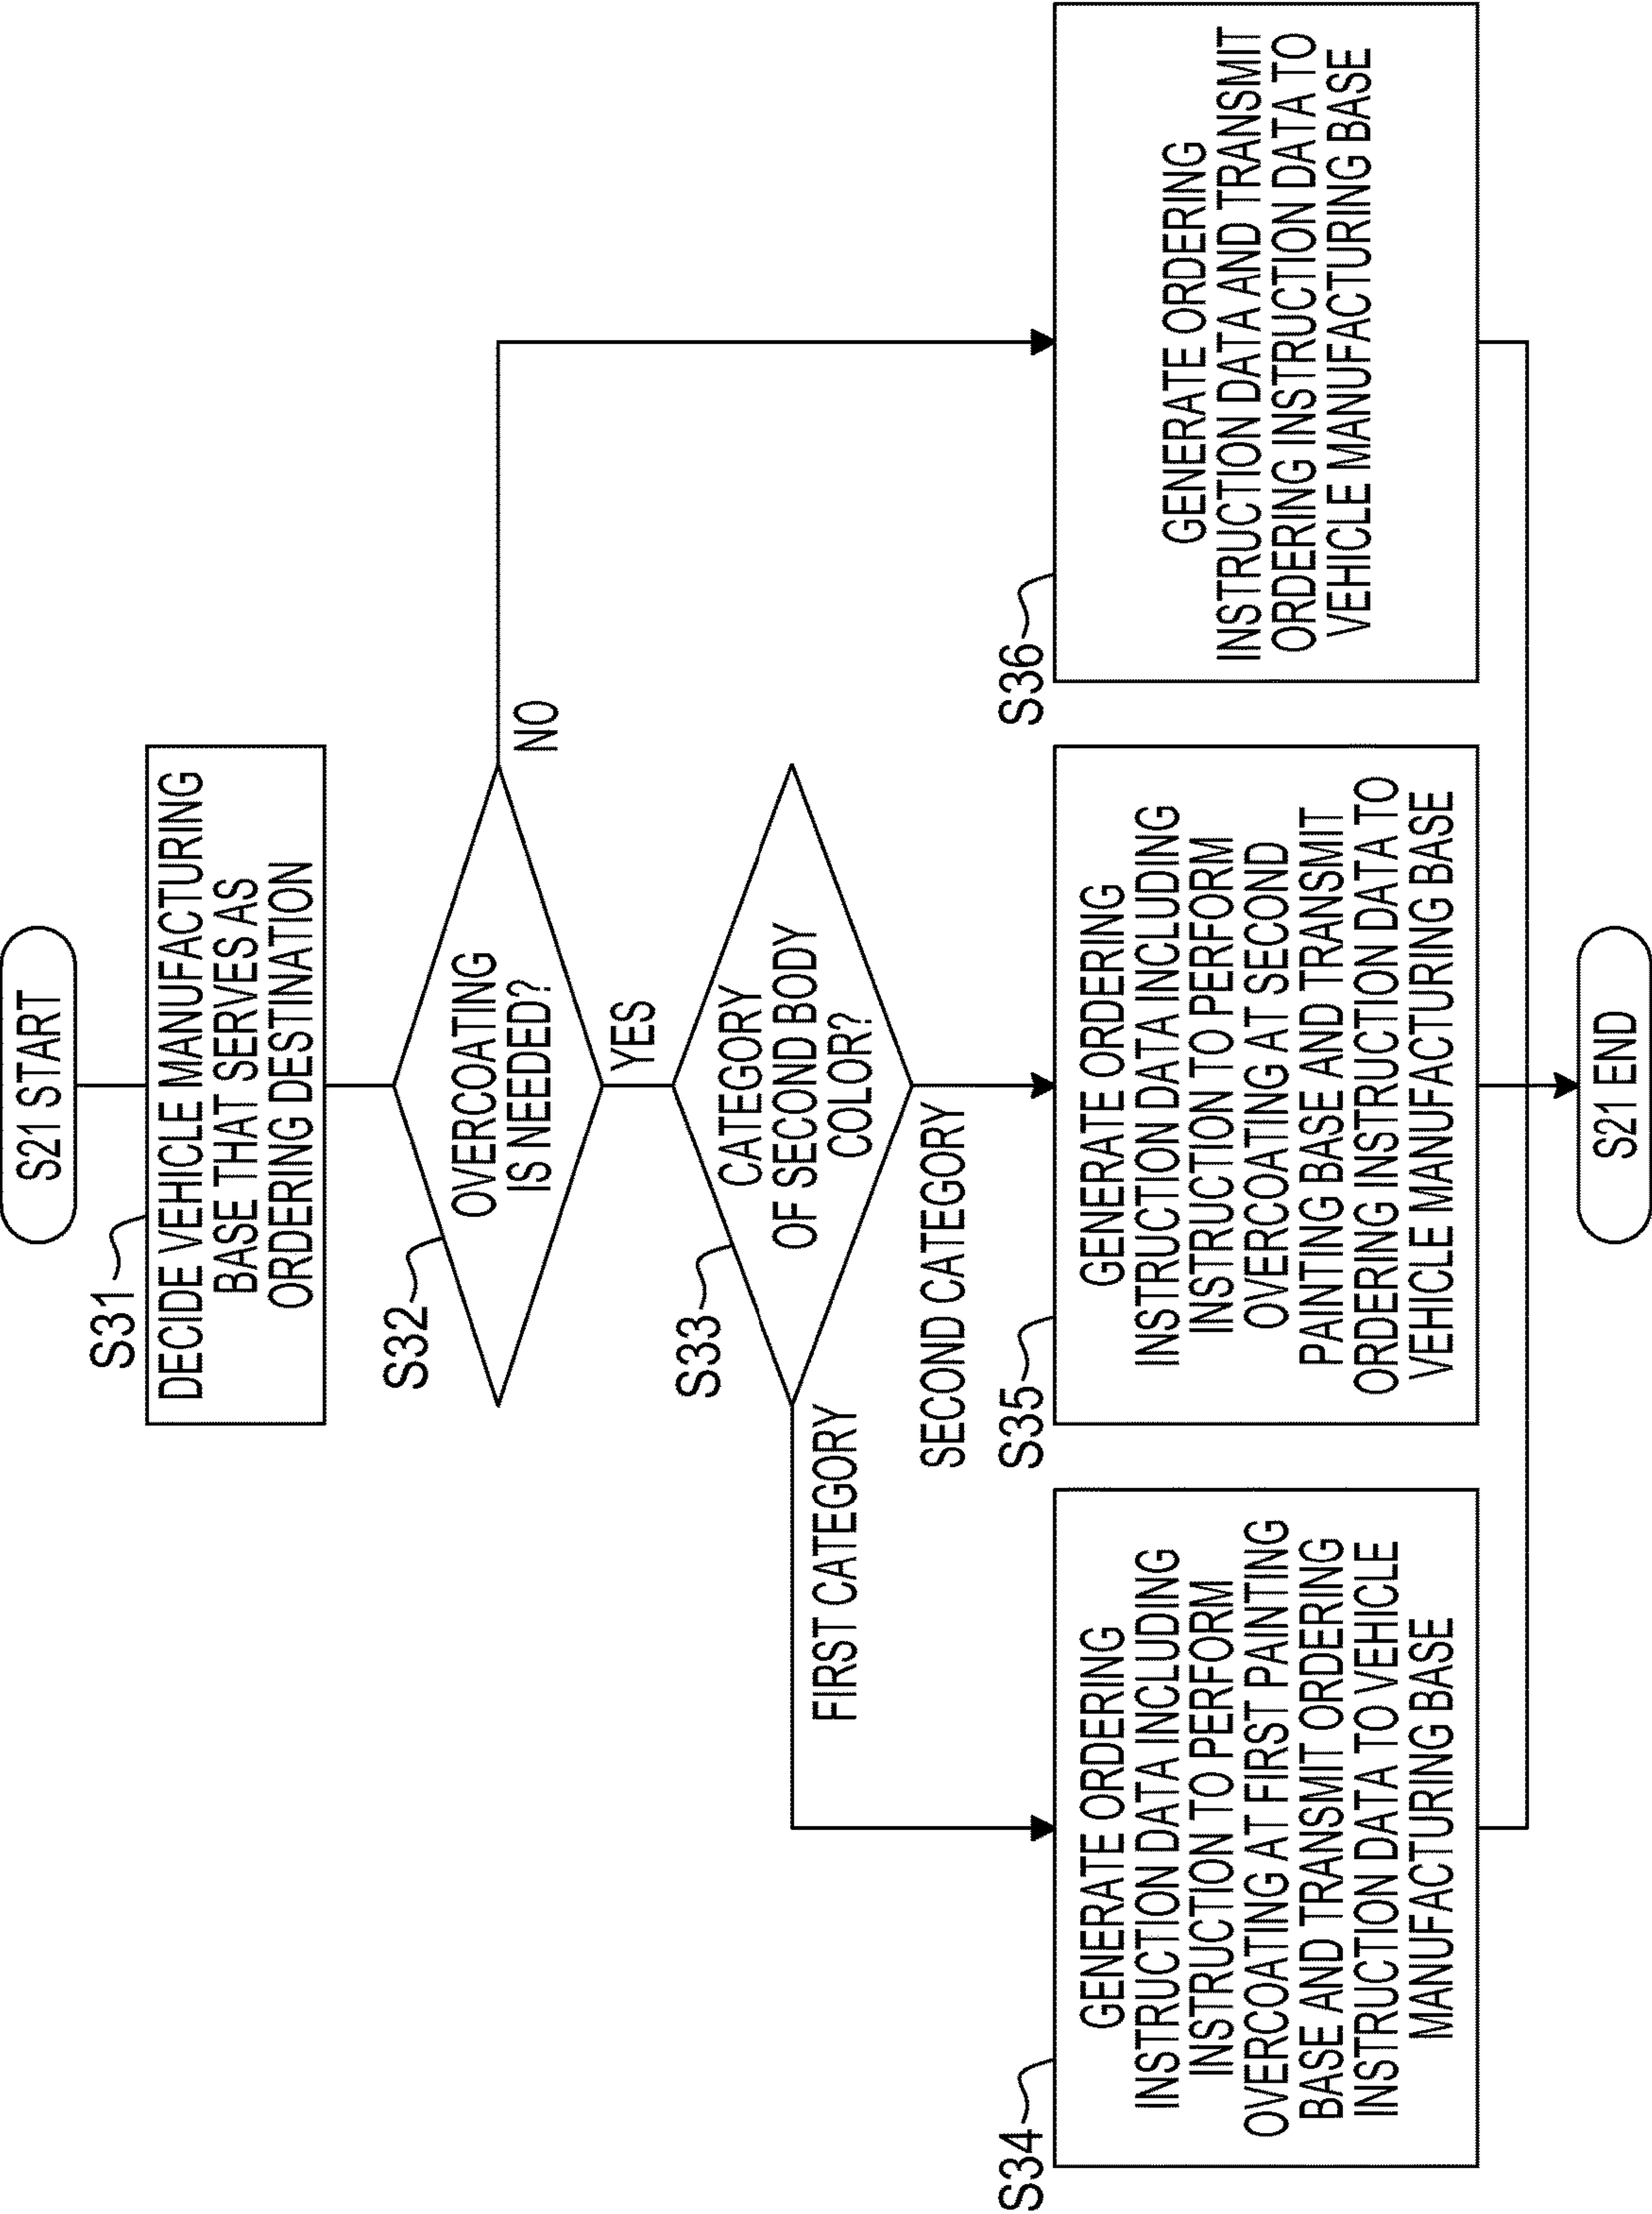 S21 START
S31
DECIDE VEHICLE MANUFACTURING
BASE THAT SERVES AS
ORDERING DESTINATION
S32
OVERCOATING
IS NEEDED?
NO
YES
S33
CATEGORY
OF SECOND BODY
COLOR?
FIRST CATEGORY
SECOND CATEGORY
S34
GENERATE ORDERING
INSTRUCTION DATA INCLUDING
INSTRUCTION TO PERFORM
OVERCOATING AT FIRST PAINTING
BASE AND TRANSMIT ORDERING
INSTRUCTION DATA TO VEHICLE
MANUFACTURING BASE
S35
GENERATE ORDERING
INSTRUCTION DATA INCLUDING
INSTRUCTION TO PERFORM
OVERCOATING AT SECOND
PAINTING BASE AND TRANSMIT
ORDERING INSTRUCTION DATA TO
VEHICLE MANUFACTURING BASE
S36
GENERATE ORDERING
INSTRUCTION DATA AND TRANSMIT
ORDERING INSTRUCTION DATA TO
VEHICLE MANUFACTURING BASE
S21 END